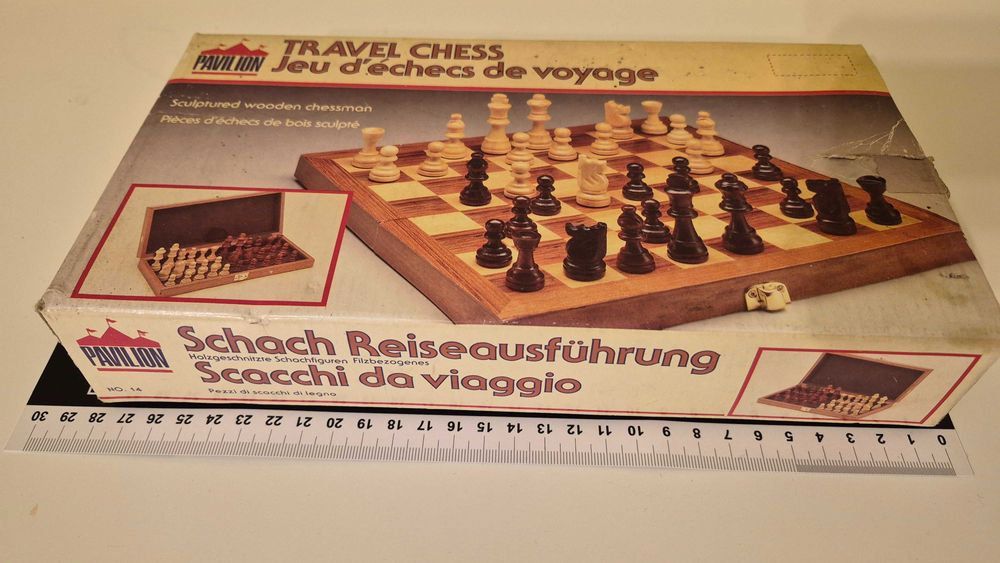 PAVILION
TRAVEL CHESS
Jeu d'échecs de voyage
Sculptured wooden chessman
Pièces d'échecs de bois sculpté
PAVILION
NO. 14
Schach Reiseausführung
Holzgeschnitzte Schachfiguren Filzbezogenes
Scacchi da viaggio
Pezzi di scacchi di legno
30 29 28 27 26 25 24 23 22 21 20 19 18 17 16 15 14 13 12 11 10 9 8 7 6 5 4 3 2 1 0